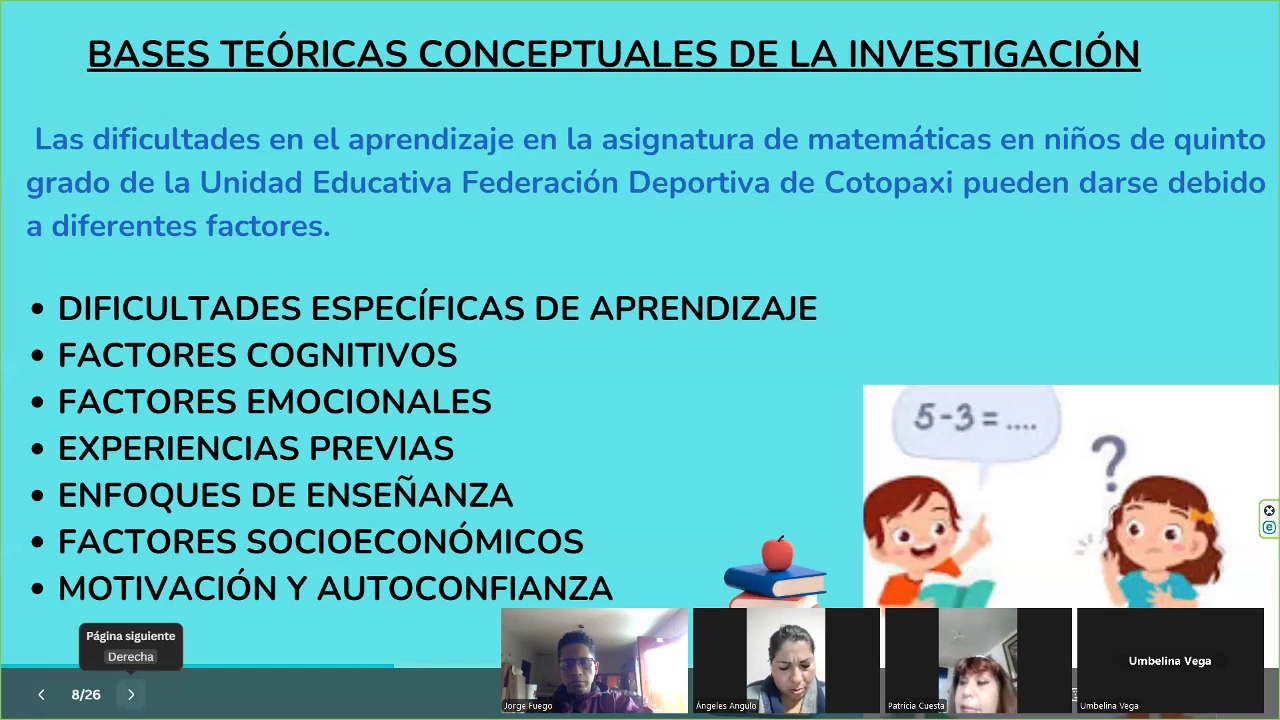 BASES TEÓRICAS CONCEPTUALES DE LA INVESTIGACIÓN
Las dificultades en el aprendizaje en la asignatura de matemáticas en niños de quinto
grado de la Unidad Educativa Federación Deportiva de Cotopaxi pueden darse debido
a diferentes factores.
• DIFICULTADES ESPECÍFICAS DE APRENDIZAJE
• FACTORES COGNITIVOS
• FACTORES EMOCIONALES
• EXPERIENCIAS PREVIAS
• ENFOQUES DE ENSEÑANZA
• FACTORES SOCIOECONÓMICOS
• MOTIVACIÓN Y AUTOCONFIANZA
5-3= ....
?
Página siguiente
Derecha
8/26
Jorge Fuego
Angeles Angulo
Patricia Cuesta
Umbelina Vega
Umbelina Vega